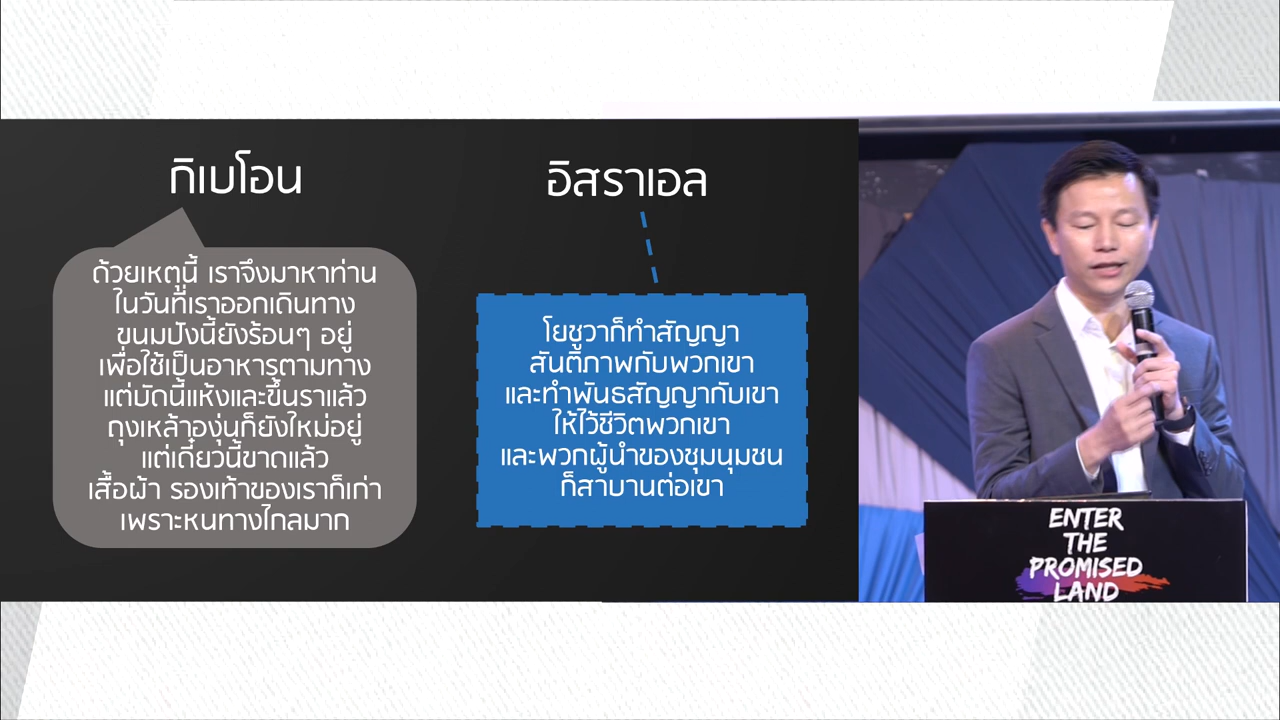 กิเบโอน
ด้วยเหตุนี้ เราจึงมาหาท่าน
ในวันที่เราออกเดินทาง
ขนมปังนี้ยังร้อนๆ อยู่
เพื่อใช้เป็นอาหารตามทาง
แต่บัดนี้แห้งและขึ้นราแล้ว
ถุงเหล้าองุ่นก็ยังใหม่อยู่
แต่เดี๋ยวนี้ขาดแล้ว
เสื้อผ้า รองเท้าของเราก็เก่า
เพราะหนทางไกลมาก
อิสราเอล
โยชูวาก็ทำสัญญา
สันติภาพกับพวกเขา
และทำพันธสัญญากับเขา
ให้ไว้ชีวิตพวกเขา
และพวกผู้นำของชุมนุมชน
ก็สาบานต่อเขา
ENTER
THE
PROMISED
LAND